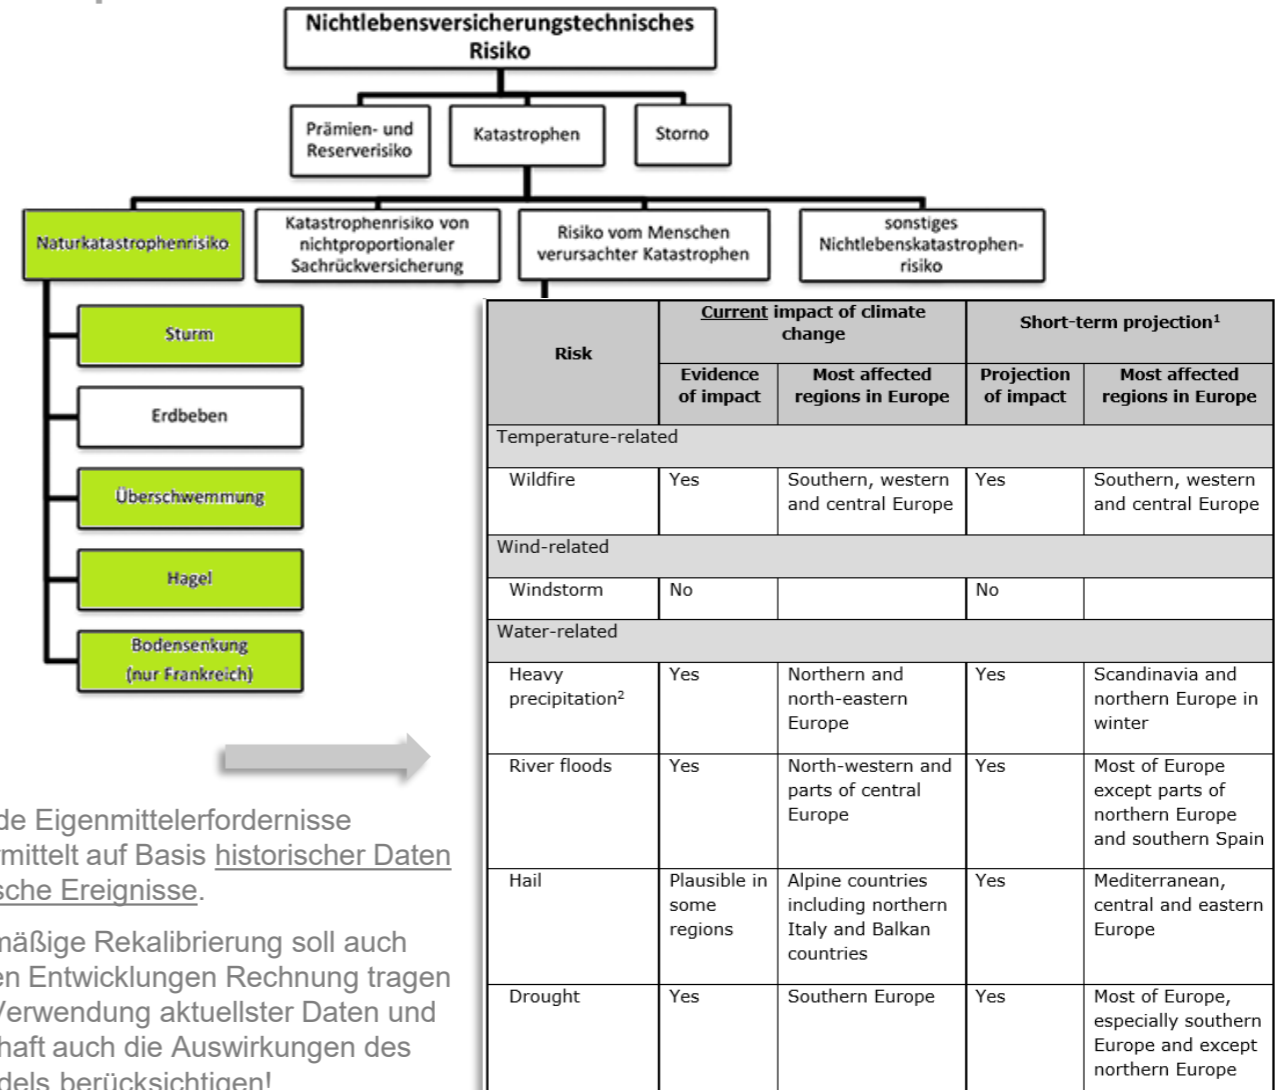 Nichtlebensversicherungstechnisches
Risiko
Prämien- und
Reserverisiko
Katastrophen
Storno
Naturkatastrophenrisiko
Katastrophenrisiko von
nichtproportionaler
Sachrückversicherung
Risiko vom Menschen
verursachter Katastrophen
sonstiges
Nichtlebenskatastrophen-
risiko
Sturm
Erdbeben
Überschwemmung
Hagel
Bodensenkung
(nur Frankreich)
de Eigenmittelerfordernisse
rmittelt auf Basis historischer Daten
sche Ereignisse.
mäßige Rekalibrierung soll auch
en Entwicklungen Rechnung tragen
Verwendung aktuellster Daten und
haft auch die Auswirkungen des
dels berücksichtigen!
Risk
Current impact of climate
change
Short-term projection¹
Evidence
of impact
Most affected
regions in Europe
Projection
of impact
Most affected
regions in Europe
Temperature-related
Wildfire
Yes
Southern, western
and central Europe
Yes
Southern, western
and central Europe
Wind-related
Windstorm
No
No
Water-related
Heavy
precipitation²
Yes
Northern and
north-eastern
Europe
Yes
Scandinavia and
northern Europe in
winter
River floods
Yes
North-western and
parts of central
Europe
Yes
Most of Europe
except parts of
northern Europe
and southern Spain
Hail
Plausible in
some
regions
Alpine countries
including northern
Italy and Balkan
countries
Yes
Mediterranean,
central and eastern
Europe
Drought
Yes
Southern Europe
Yes
Most of Europe,
especially southern
Europe and except
northern Europe